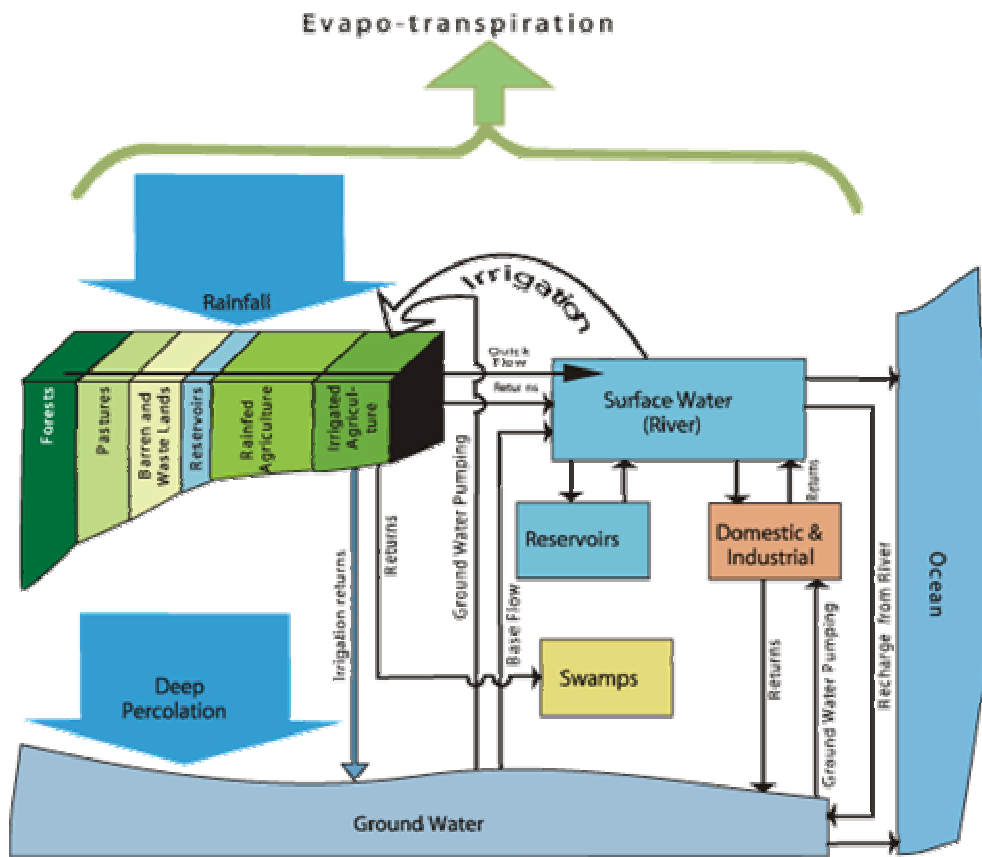 Evapo-transpiration
Rainfall
Irrigation
Quick
Flow
Returns
Forests
Pastures
Barren and
Waste Lands
Reservoirs
Rainfed
Agriculture
Irrigated
Agricul-
ture
Surface Water
(River)
Reservoirs
Domestic &
Industrial
Returns
Ocean
Irrigation returns
Returns
Ground Water Pumping
Base Flow
Swamps
Returns
Ground Water Pumping
Recharge from River
Deep
Percolation
Ground Water